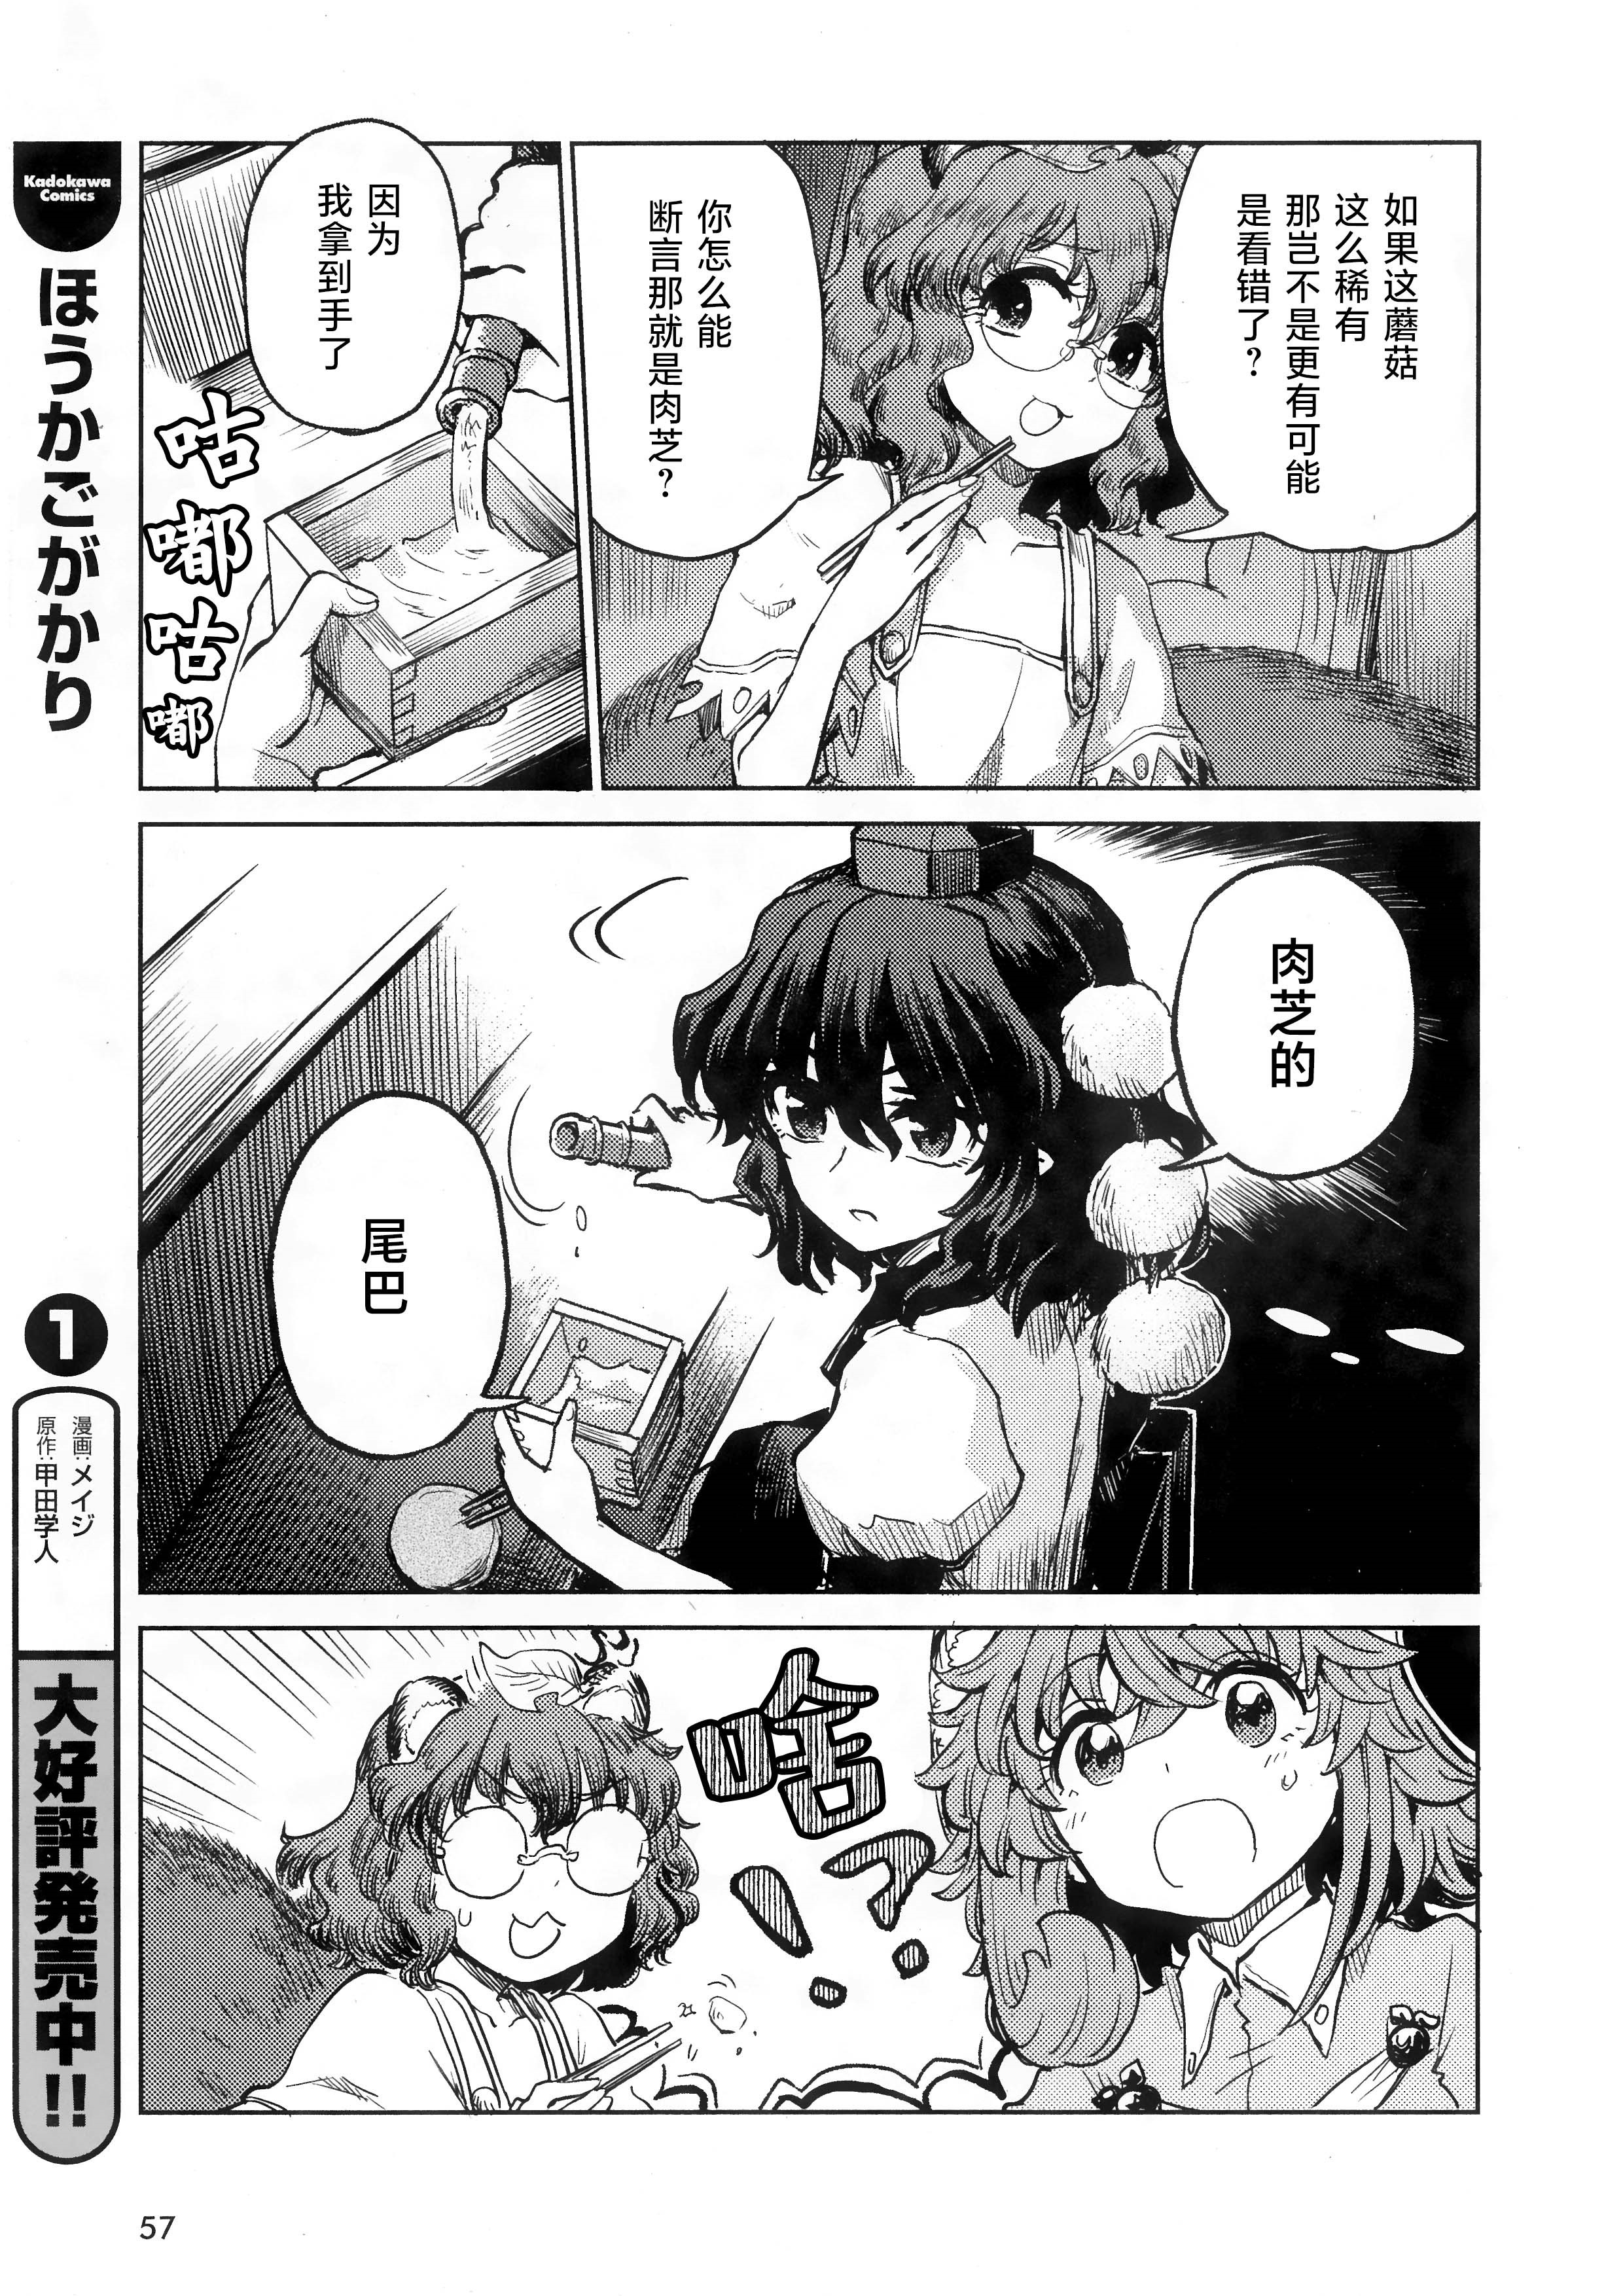 如果这蘑菇
这么稀有
那岂不是更有可能
是看错了?
你怎么能
断言那就是肉芝?
因为
我拿到手了
咕
嘟
咕
嘟
肉芝的
尾巴
啥
っ
!?
Kadokawa
Comics
ほうかごがかり
1
漫画:メイジ
原作:甲田学人
大好評発売中!!
57